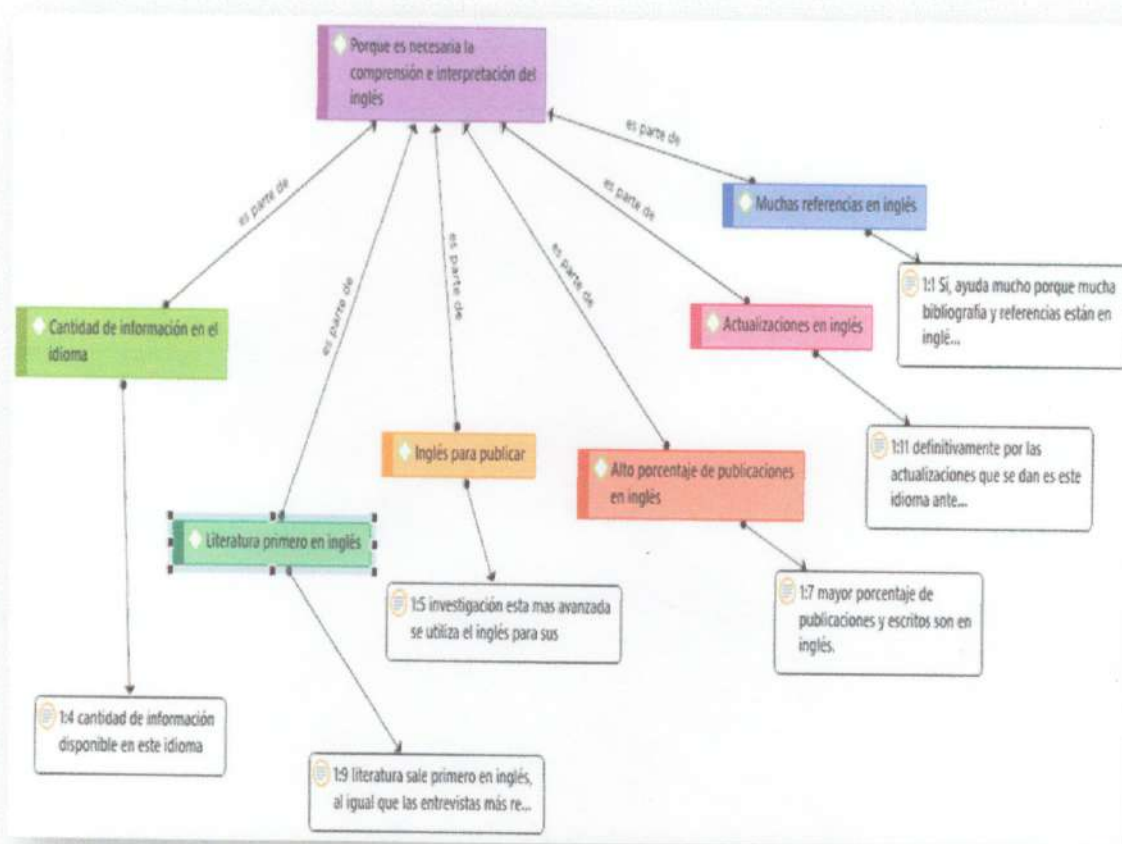 Porque es necesaria la
comprensión e interpretación del
inglés
es parte de
Muchas referencias en inglés
1:1 Si, ayuda mucho porque mucha
bibliografía y referencias están en
inglé...
es parte de
Actualizaciones en inglés
1:11 definitivamente por las
actualizaciones que se dan es este
idioma ante...
es parte de
Cantidad de información en el
idioma
1:4 cantidad de información
disponible en este idioma
es parte de
Literatura primero en inglés
1:9 literatura sale primero en inglés,
al igual que las entrevistas más re...
es parte de
Inglés para publicar
1:5 investigación esta mas avanzada
se utiliza el inglés para sus
es parte de
Alto porcentaje de publicaciones
en inglés
1:7 mayor porcentaje de
publicaciones y escritos son en
inglés.